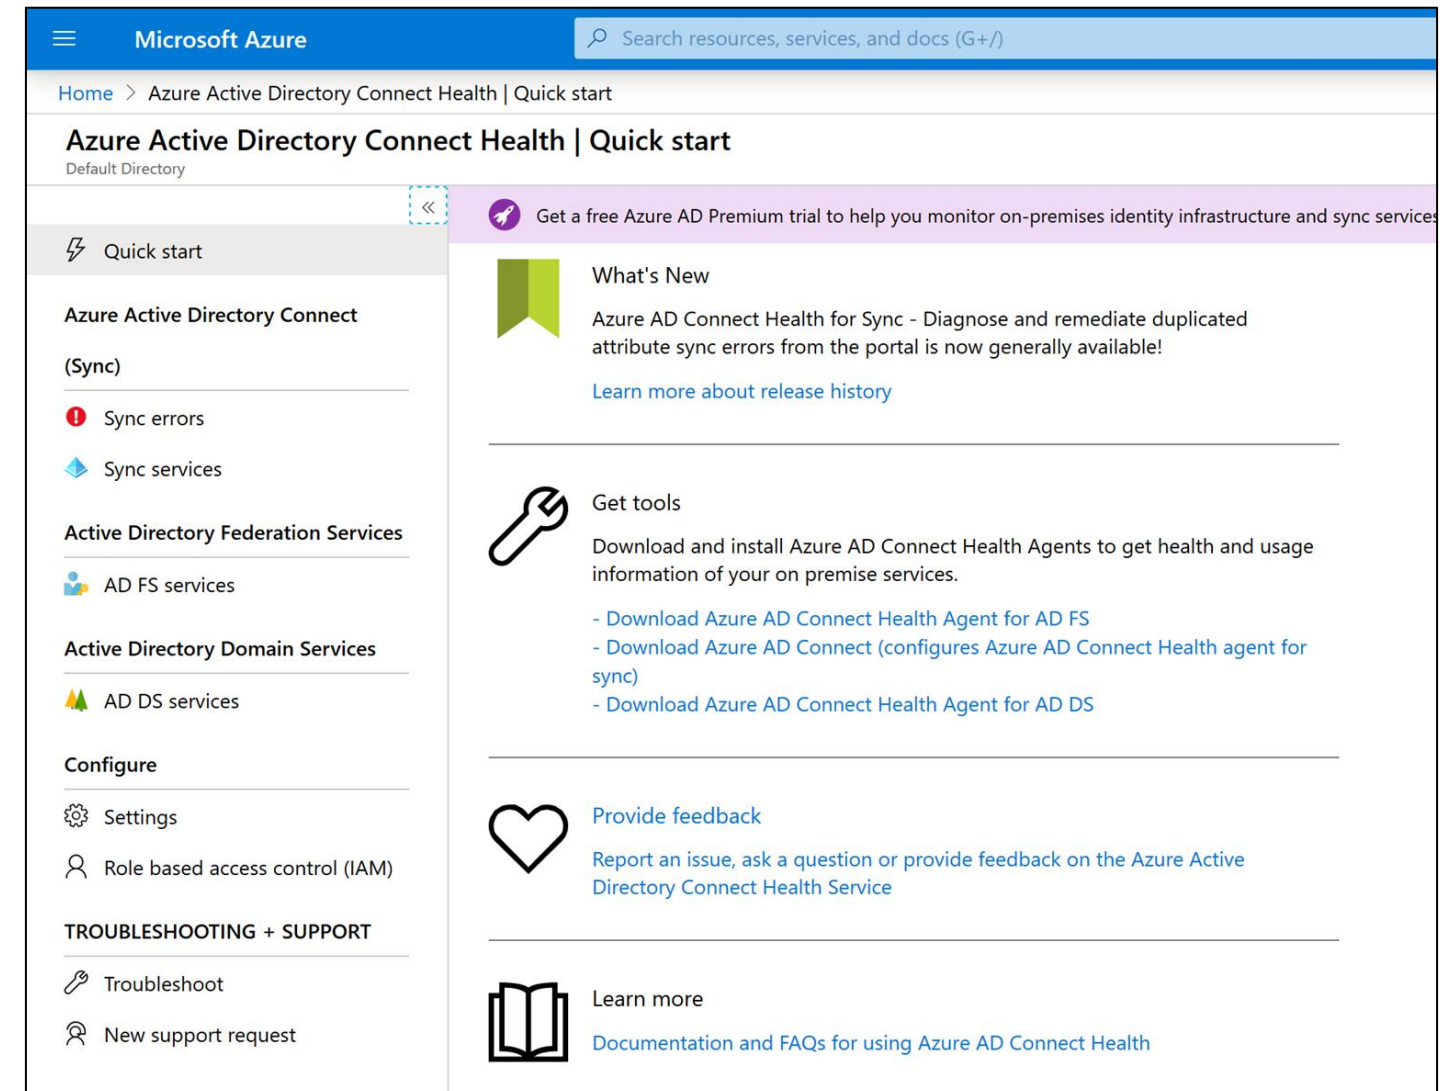 Microsoft Azure
Search resources, services, and docs (G+/)
Home > Azure Active Directory Connect Health | Quick start
Azure Active Directory Connect Health | Quick start
Default Directory
«
Quick start
Azure Active Directory Connect
(Sync)
Sync errors
Sync services
Active Directory Federation Services
AD FS services
Active Directory Domain Services
AD DS services
Configure
Settings
Role based access control (IAM)
TROUBLESHOOTING + SUPPORT
Troubleshoot
New support request
Get a free Azure AD Premium trial to help you monitor on-premises identity infrastructure and sync services
What's New
Azure AD Connect Health for Sync - Diagnose and remediate duplicated
attribute sync errors from the portal is now generally available!
Learn more about release history
Get tools
Download and install Azure AD Connect Health Agents to get health and usage
information of your on premise services.
- Download Azure AD Connect Health Agent for AD FS
- Download Azure AD Connect (configures Azure AD Connect Health agent for
sync)
- Download Azure AD Connect Health Agent for AD DS
Provide feedback
Report an issue, ask a question or provide feedback on the Azure Active
Directory Connect Health Service
Learn more
Documentation and FAQs for using Azure AD Connect Health